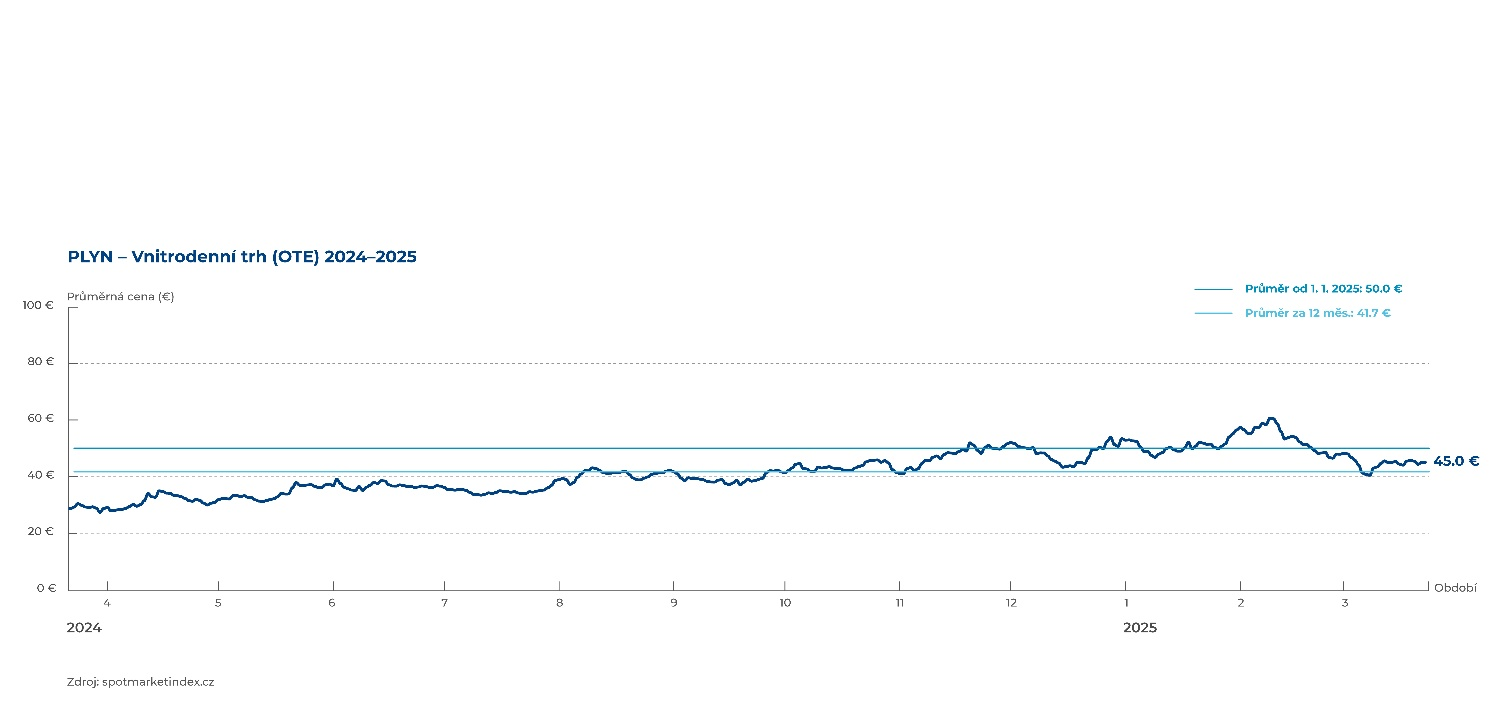 PLYN – Vnitrodenní trh (OTE) 2024–2025
Průměrná cena (€)
Průměr od 1. 1. 2025: 50.0 €
Průměr za 12 měs.: 41.7 €
100 €
80 €
60 €
40 €
20 €
0 €
45.0 €
Období
4 5 6 7 8 9 10 11 12 1 2 3
2024 2025
Zdroj: spotmarketindex.cz